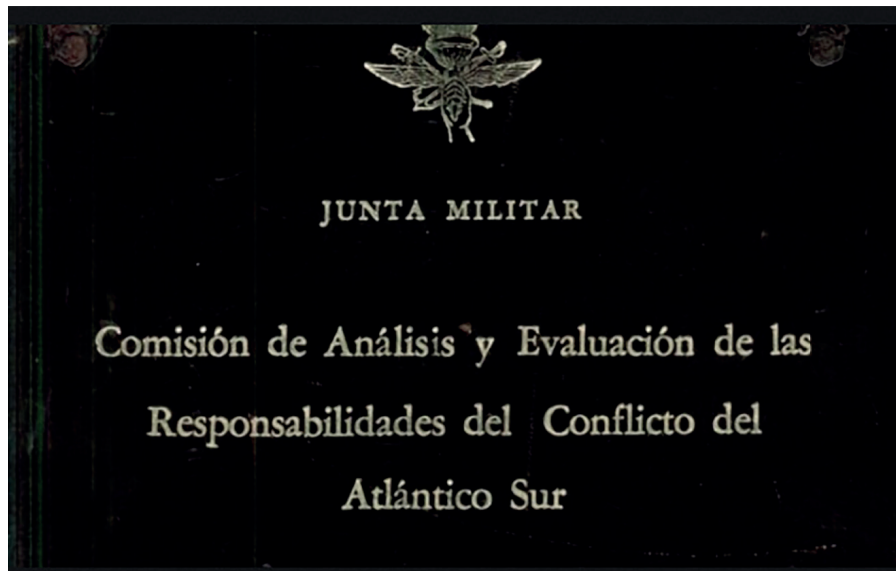 JUNTA MILITAR
Comisión de Análisis y Evaluación de las
Responsabilidades del Conflicto del
Atlántico Sur